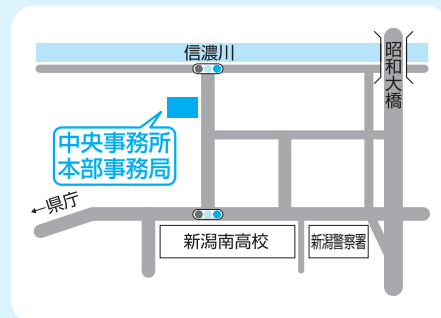 信濃川
昭和大橋
中央事務所
本部事務局
←県庁
新潟南高校
新潟警察署